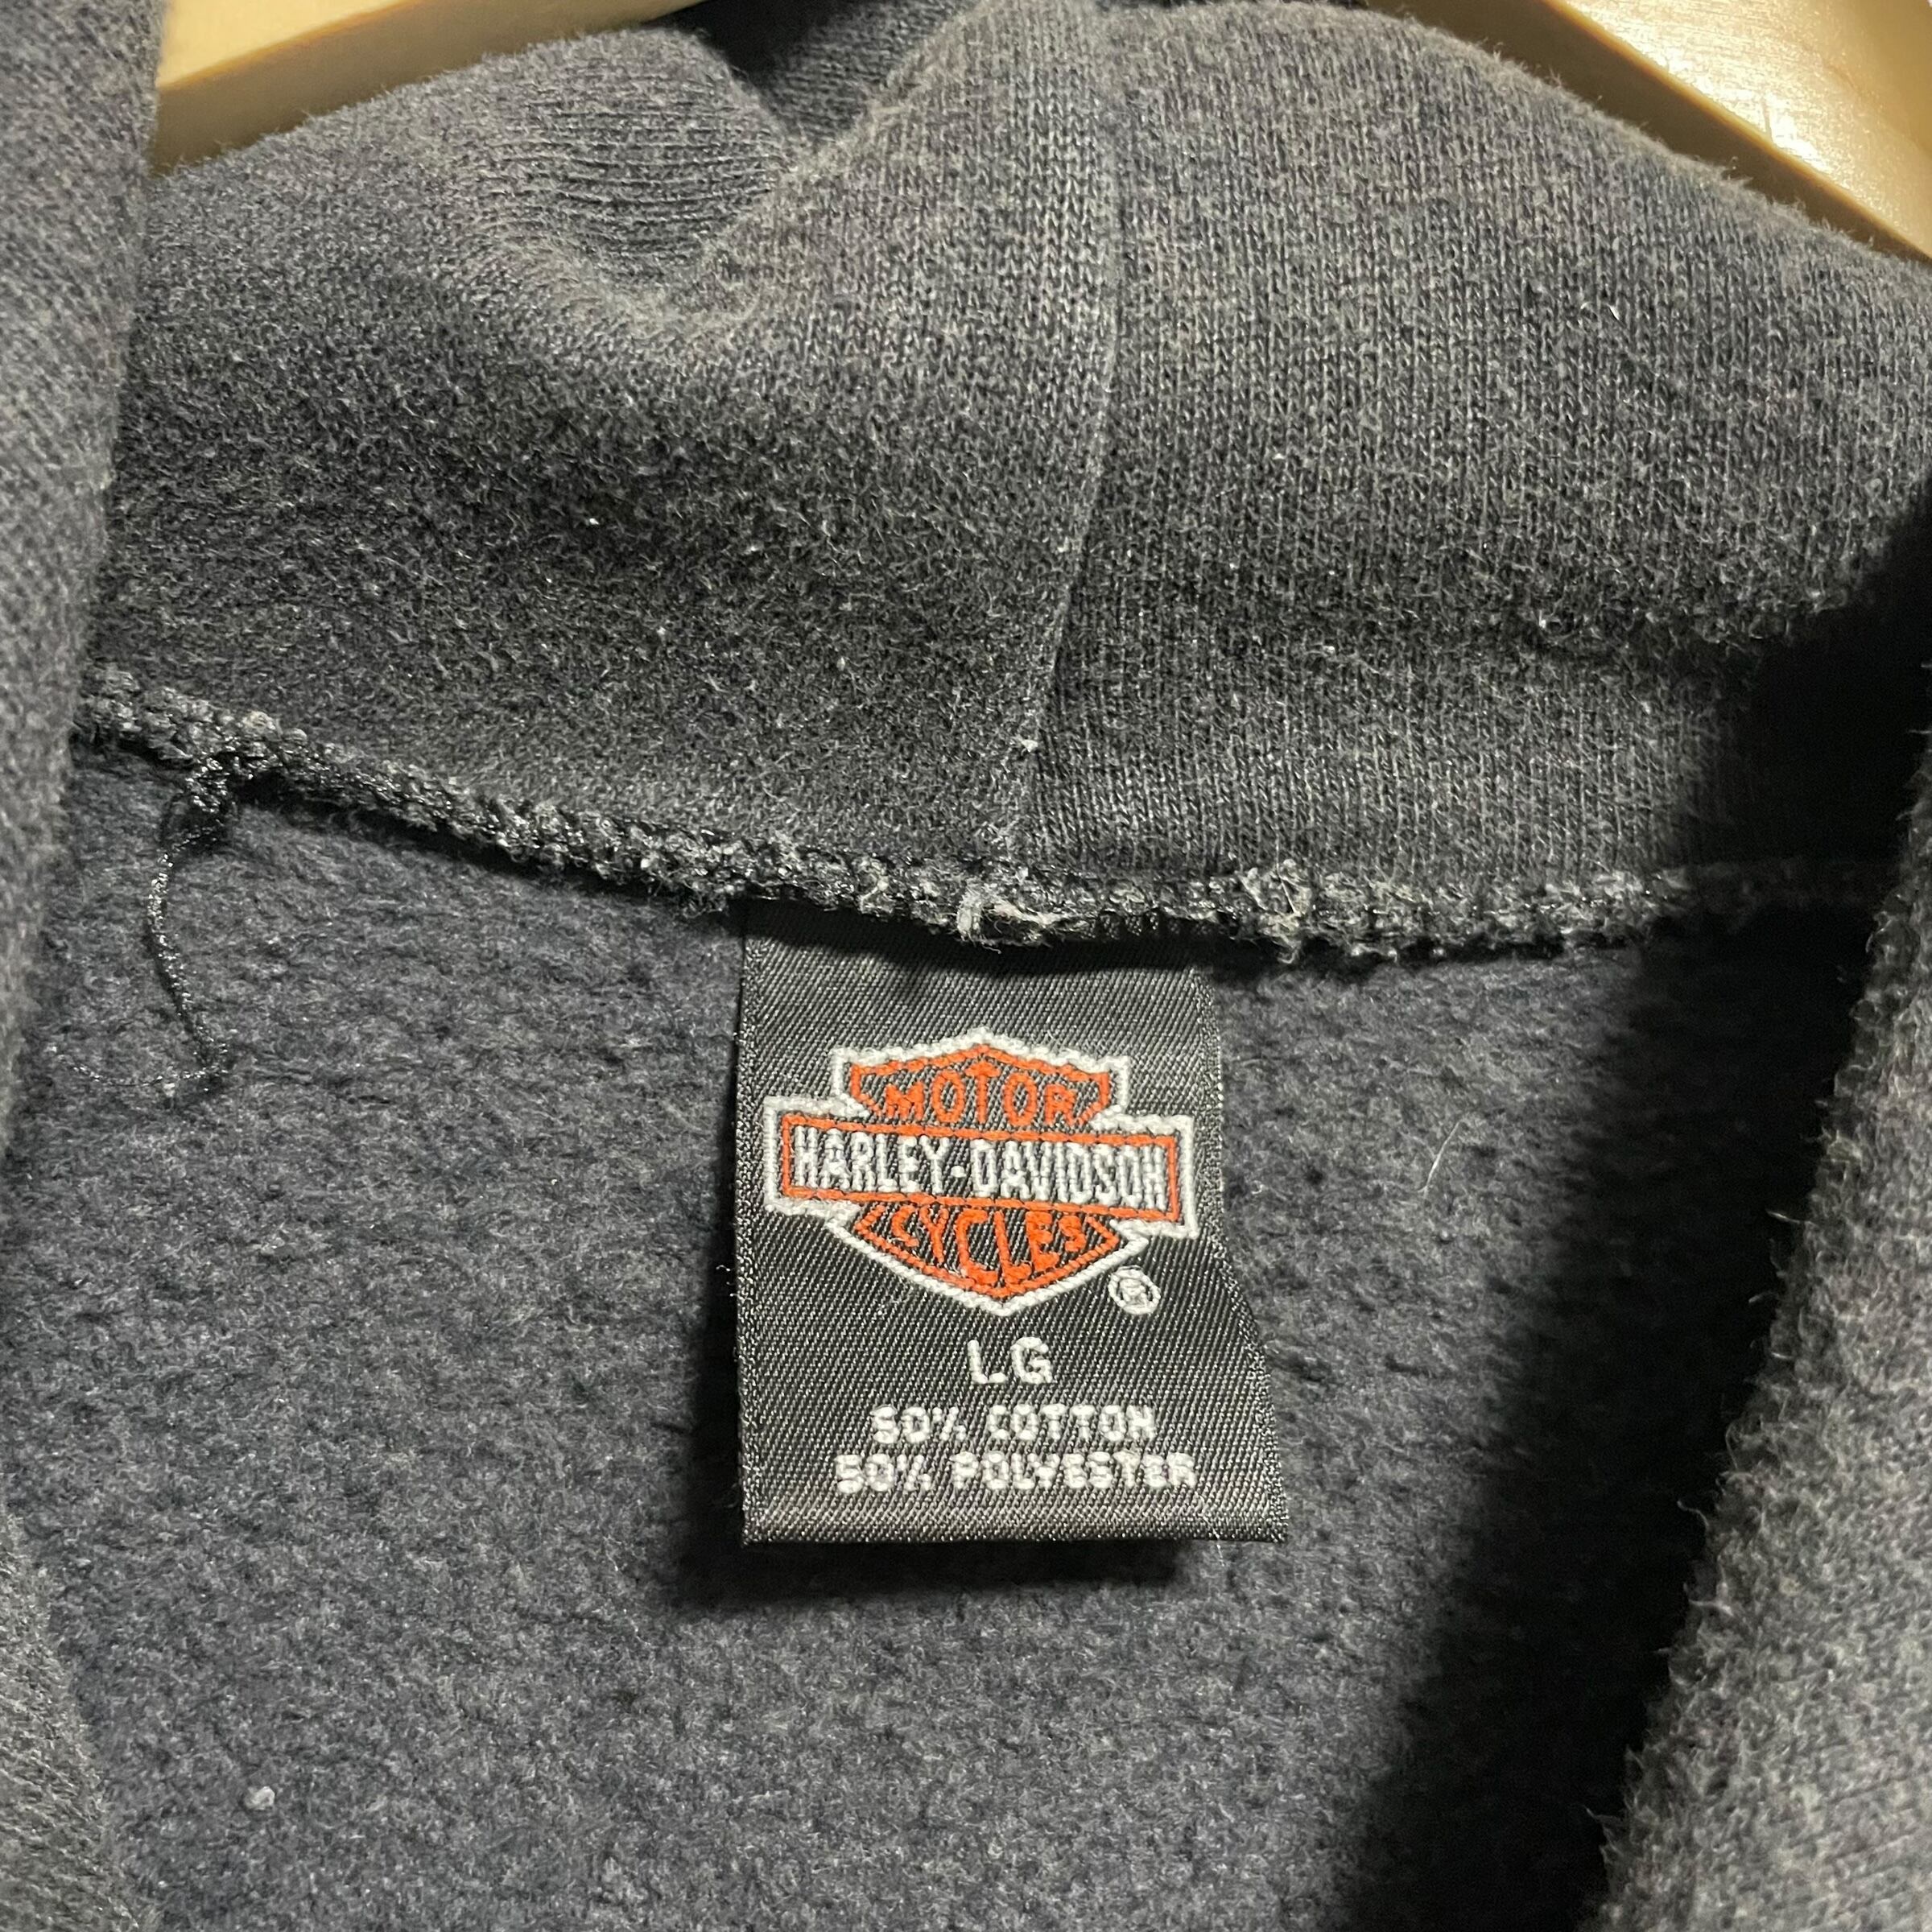 MOTOR
HARLEY-DAVIDSON
CYCLES
®
LG
50% COTTON
50% POLYESTER